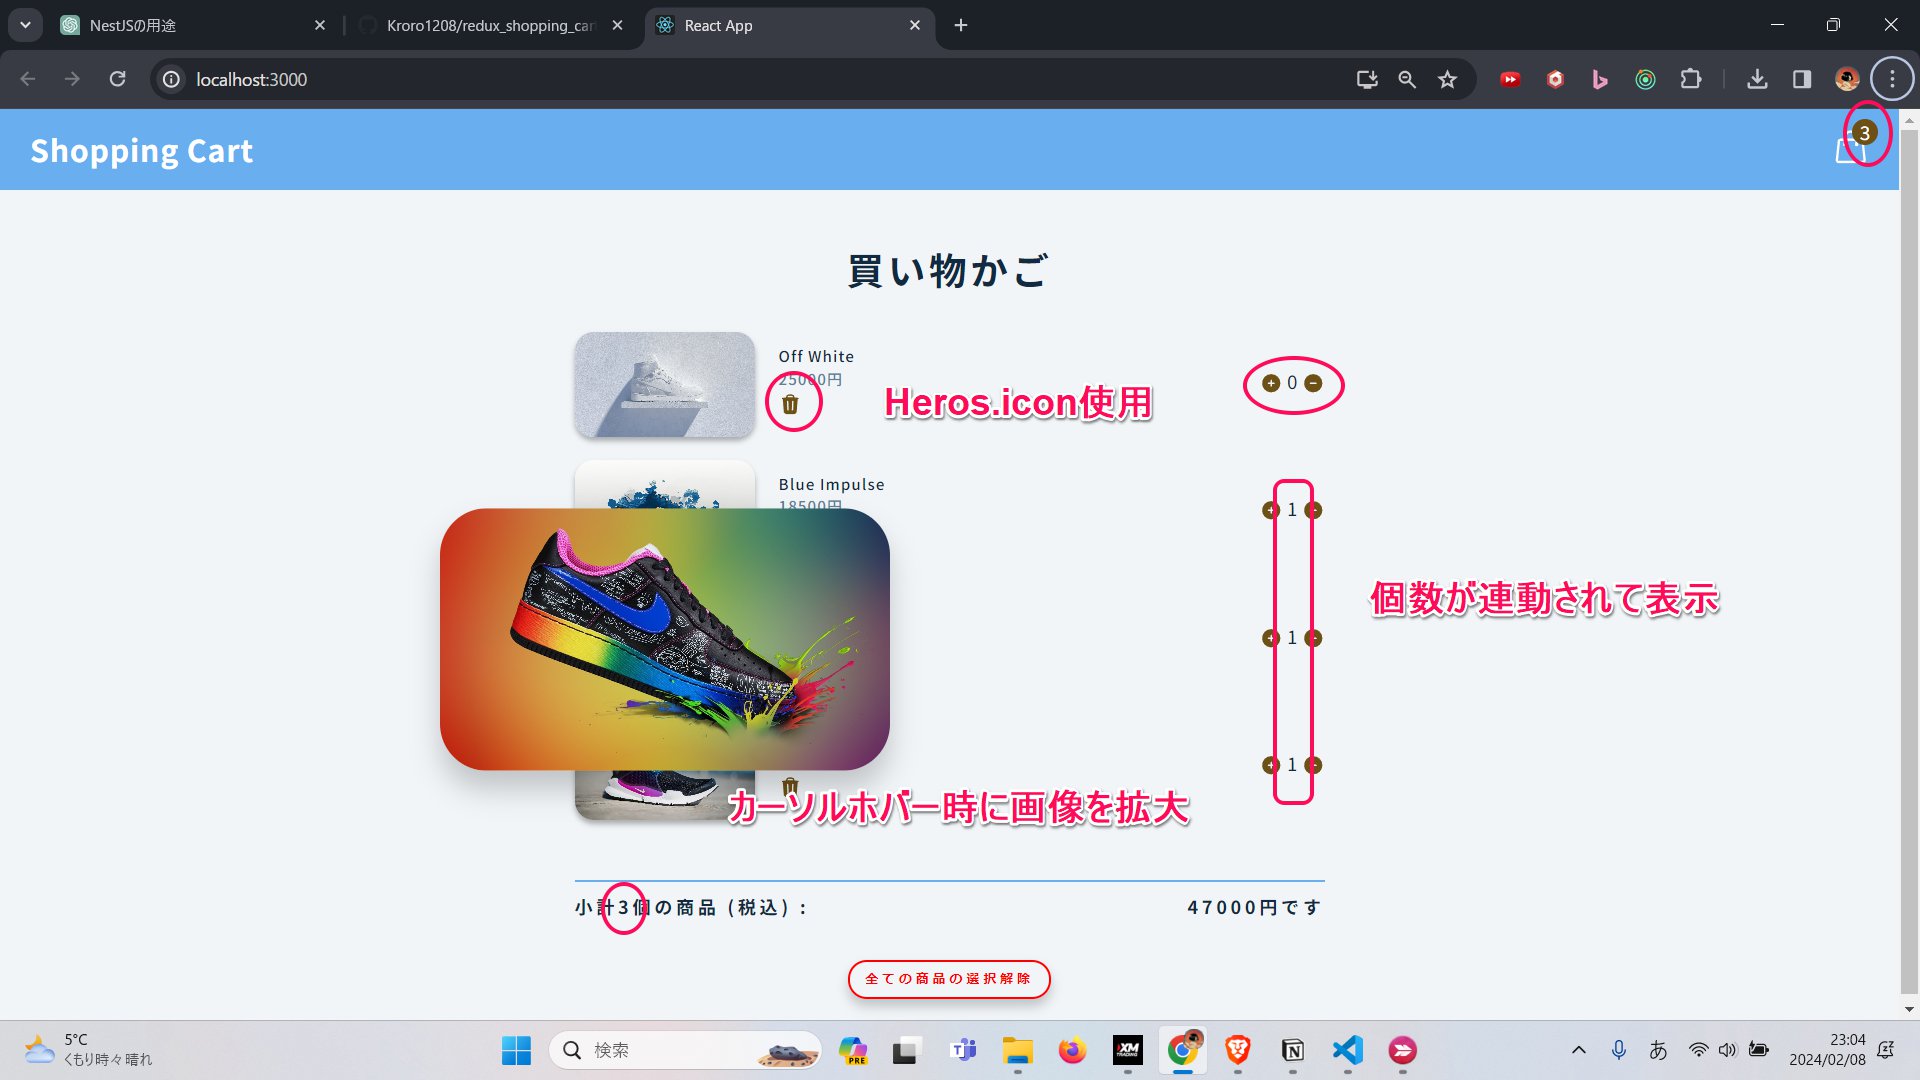 NestJSの用途
Kroro1208/redux_shopping_car
React App
localhost:3000
Shopping Cart
3
買い物かご
Off White
25000円
0
Heros.icon使用
Blue Impulse
18500円
1
個数が連動されて表示
1
1
カーソルホバー時に画像を拡大
小計3個の商品 (税込) :
47000円です
全ての商品の選択解除
5°C
くもり時々晴れ
検索
PRE
XM
TRADING
あ
23:04
2024/02/08